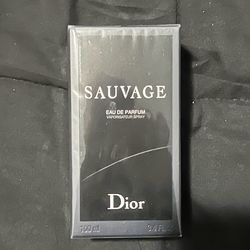 SAUVAGE
EAU DE PARFUM
VAPORISATEUR SPRAY
Dior
100 ml 3.4 fl. oz